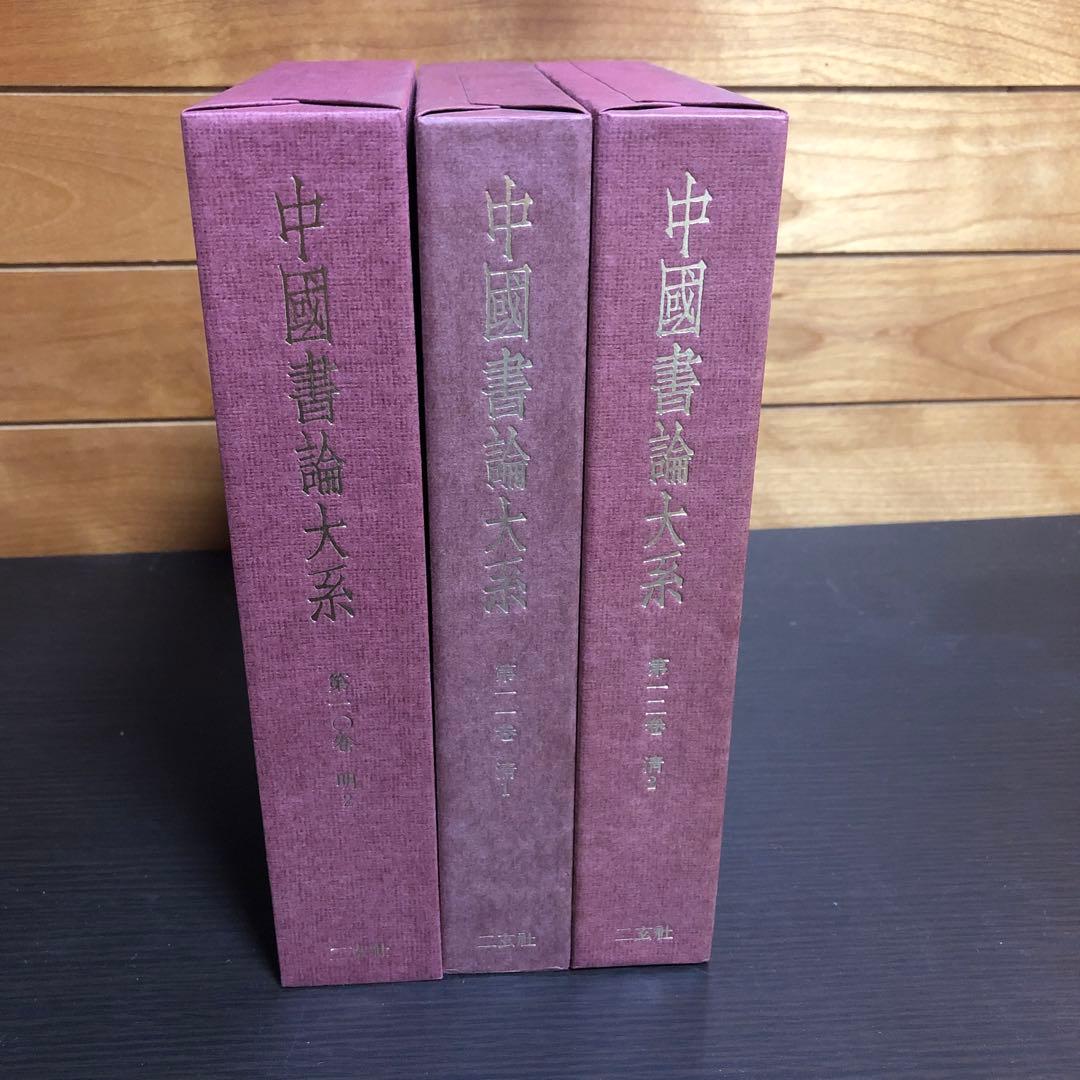 中國書論大系
第一〇巻 明2
二玄社
中國書論大系
第一一巻 清1
二玄社
中國書論大系
第一二巻 清2
二玄社